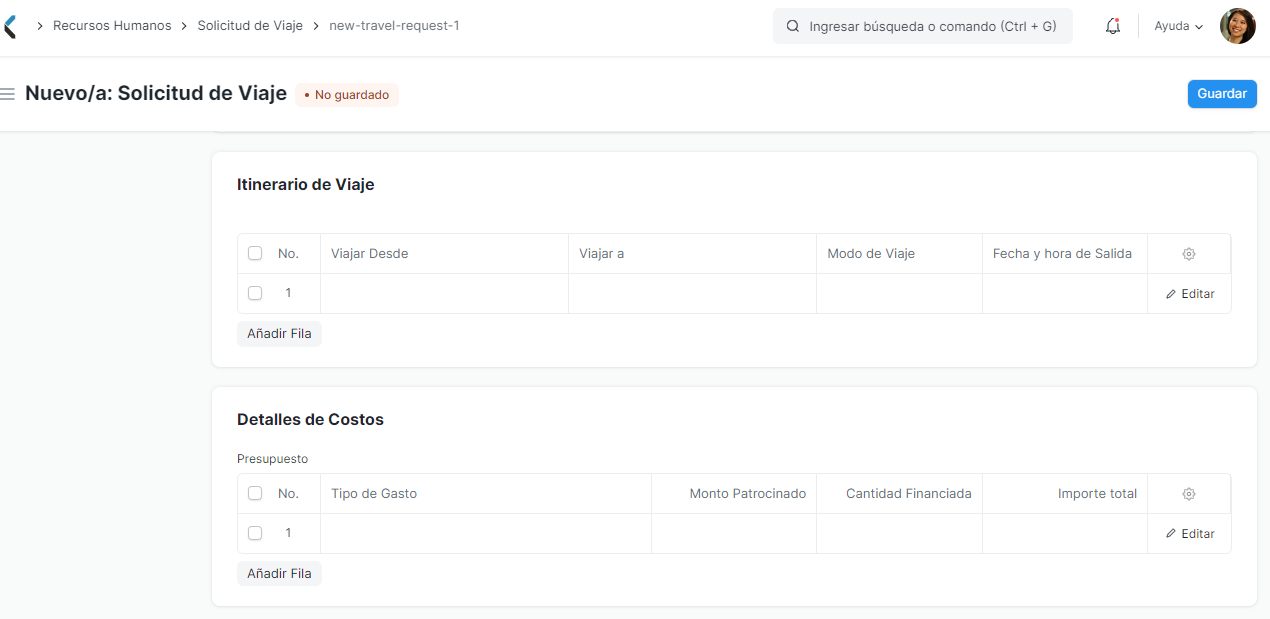 Recursos Humanos Solicitud de Viaje new-travel-request-1 Ingresar búsqueda o comando (Ctrl + G) Ayuda
Nuevo/a: Solicitud de Viaje • No guardado Guardar
Itinerario de Viaje
No. Viajar Desde Viajar a Modo de Viaje Fecha y hora de Salida
1 Editar
Añadir Fila
Detalles de Costos
Presupuesto
No. Tipo de Gasto Monto Patrocinado Cantidad Financiada Importe total
1 Editar
Añadir Fila